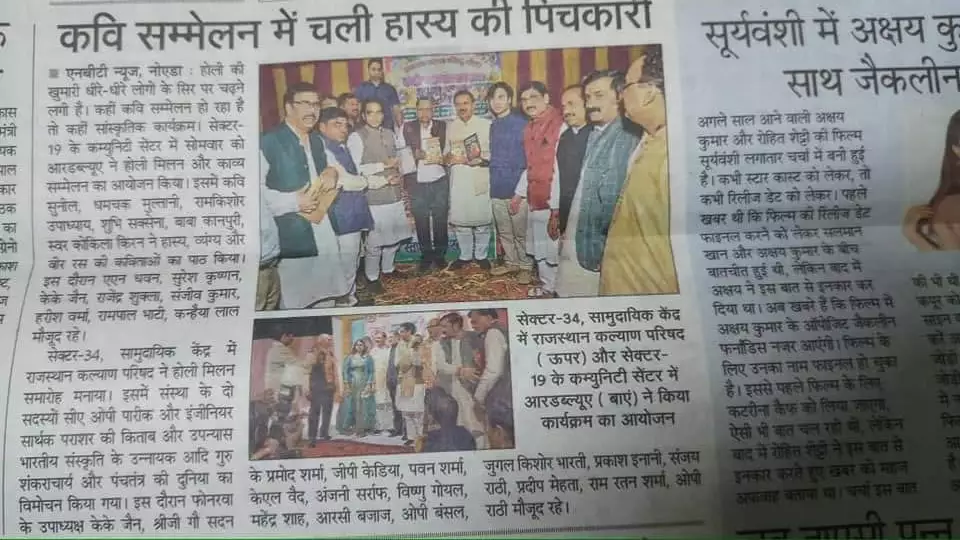 कवि सम्मेलन में चली हास्य की पिचकारी
■ एनबीटी न्यूज, नोएडा : होली की
खुमारी धीरे-धीरे लोगों के सिर पर चढ़ने
लगी है। कहीं कवि सम्मेलन हो रहा है
तो कहीं सांस्कृतिक कार्यक्रम। सेक्टर-
19 के कम्युनिटी सेंटर में सोमवार को
आरडब्ल्यूए ने होली मिलन और काव्य
सम्मेलन का आयोजन किया। इसमें कवि
सुनील, धमचक मुल्तानी, रामकिशोर
उपाध्याय, शुभि सक्सेना, बाबा कानपुरी,
स्वर कोकिला किरन ने हास्य, व्यंग्य और
वीर रस की कविताओं का पाठ किया।
इस दौरान एएन धवन, सुरेश कृष्णन,
केके जैन, राजेंद्र शुक्ला, संजीव कुमार,
हरीश वर्मा, रामपाल भाटी, कन्हैया लाल
मौजूद रहे।
सेक्टर-34, सामुदायिक केंद्र में
राजस्थान कल्याण परिषद ने होली मिलन
समारोह मनाया। इसमें संस्था के दो
सदस्यों सीए ओपी पारीक और इंजीनियर
सार्थक पराशर की किताब और उपन्यास
भारतीय संस्कृति के उन्नायक आदि गुरु
शंकराचार्य और पंचतंत्र की दुनिया का
विमोचन किया गया। इस दौरान फोनरवा
के उपाध्यक्ष केके जैन, श्रीजी गौ सदन
के प्रमोद शर्मा, जीपी केडिया, पवन शर्मा,
केएल वैद, अंजनी सर्राफ, विष्णु गोयल,
महेंद्र शाह, आरसी बजाज, ओपी बंसल,
जुगल किशोर भारती, प्रकाश इनानी, संजय
राठी, प्रदीप मेहता, राम रतन शर्मा, ओपी
राठी मौजूद रहे।
सेक्टर-34, सामुदायिक केंद्र
में राजस्थान कल्याण परिषद
(ऊपर) और सेक्टर-
19 के कम्युनिटी सेंटर में
आरडब्ल्यूए (बाएं) ने किया
कार्यक्रम का आयोजन
सूर्यवंशी में अक्षय कु
साथ जैकलीन
अगले साल आने वाली अक्षय
कुमार और रोहित शेट्टी की फिल्म
सूर्यवंशी लगातार चर्चा में बनी हुई
है। कभी स्टार कास्ट को लेकर, तो
कभी रिलीज डेट को लेकर। पहले
खबर थी कि फिल्म की रिलीज डेट
फाइनल करने को लेकर सलमान
खान और अक्षय कुमार के बीच
बातचीत हुई थी, लेकिन बाद में
अक्षय ने इस बात से इनकार कर
दिया था। अब खबरें हैं कि फिल्म में
अक्षय कुमार के ऑपोजिट जैकलीन
फर्नांडिस नजर आएंगी। फिल्म के
लिए उनका नाम फाइनल हो चुका
है। इससे पहले फिल्म के लिए
कटरीना कैफ को लिया जाएगा,
ऐसी भी बात चल रही थी, लेकिन
बाद में रोहित शेट्टी ने इस बात से
इनकार करते हुए खबर को महज
अफवाह बताया था। चर्चा इस बात
की भी थी
कपूर को